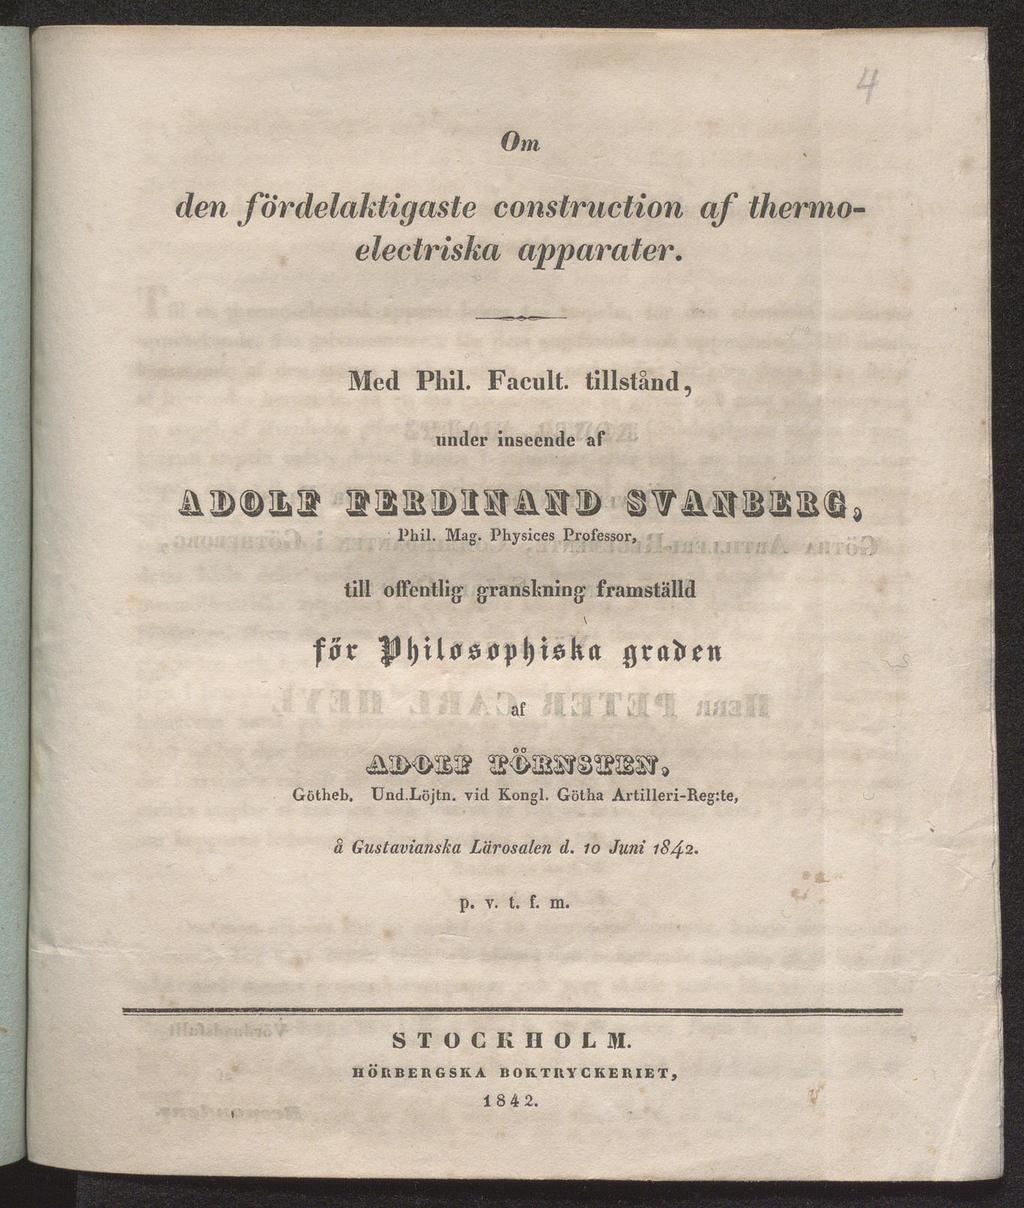 4
Om
den fördelaktigaste construction af thermo-
electriska apparater.
Med Phil. Facult. tillstånd,
under inseende af
ADOLF FERDINAND SVANBERG,
Phil. Mag. Physices Professor,
till offentlig granskning framställd
för Philosophiska graden
af
ADOLF TÖRNSTEN,
Götheb. Und.Löjtn. vid Kongl. Götha Artilleri-Reg:te,
å Gustavianska Lärosalen d. 10 Juni 1842.
p. v. t. f. m.
STOCKHOLM.
HÖRBERGSKA BOKTRYCKERIET,
1842.